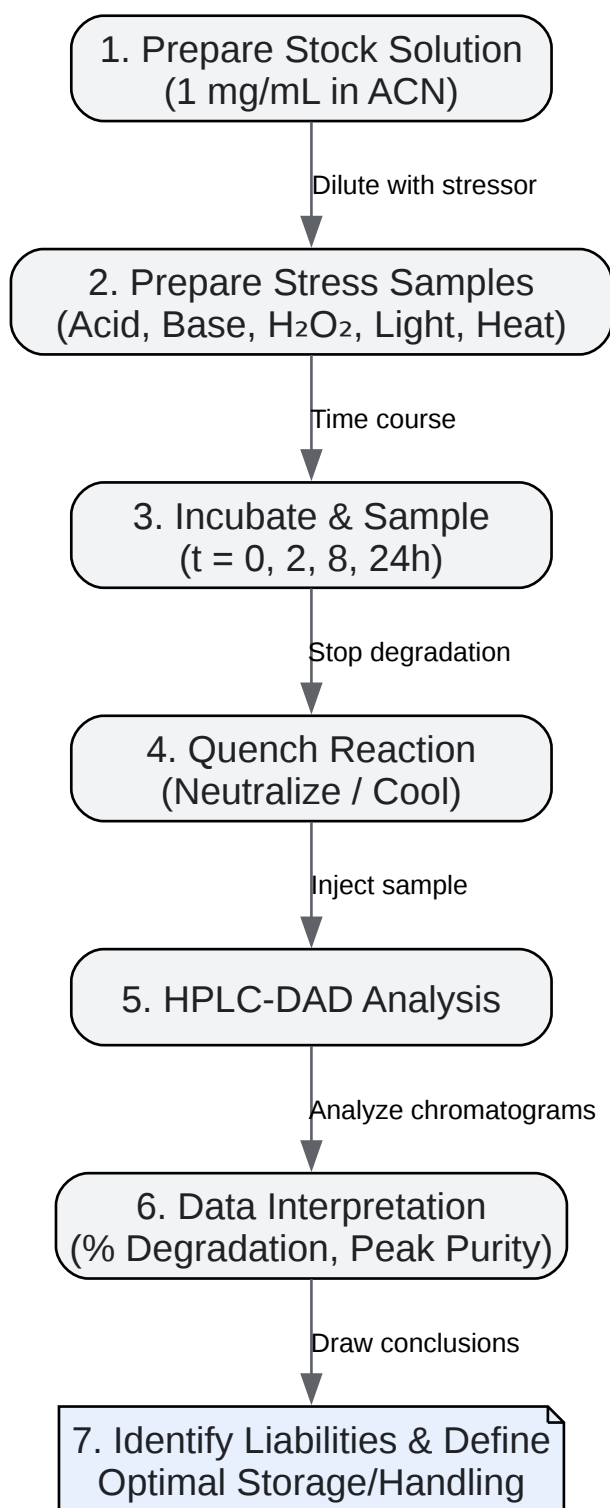 1. Prepare Stock Solution
(1 mg/mL in ACN)
Dilute with stressor
2. Prepare Stress Samples
(Acid, Base, H₂O₂, Light, Heat)
Time course
3. Incubate & Sample
(t = 0, 2, 8, 24h)
Stop degradation
4. Quench Reaction
(Neutralize / Cool)
Inject sample
5. HPLC-DAD Analysis
Analyze chromatograms
6. Data Interpretation
(% Degradation, Peak Purity)
Draw conclusions
7. Identify Liabilities & Define
Optimal Storage/Handling